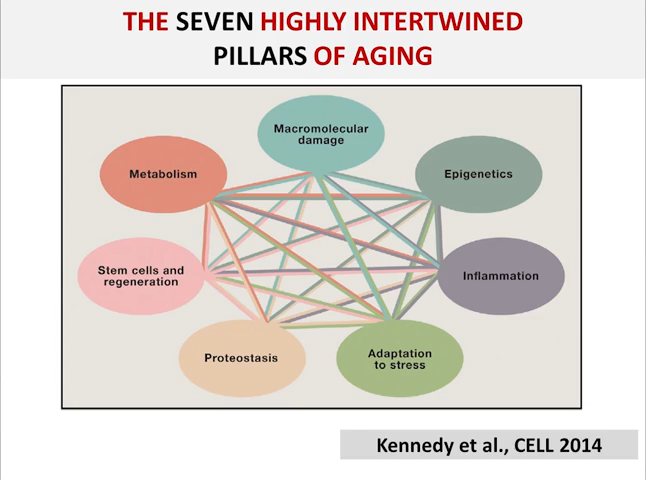 THE SEVEN HIGHLY INTERTWINED
PILLARS OF AGING
Macromolecular
damage
Metabolism
Epigenetics
Stem cells and
regeneration
Inflammation
Proteostasis
Adaptation
to stress
Kennedy et al., CELL 2014